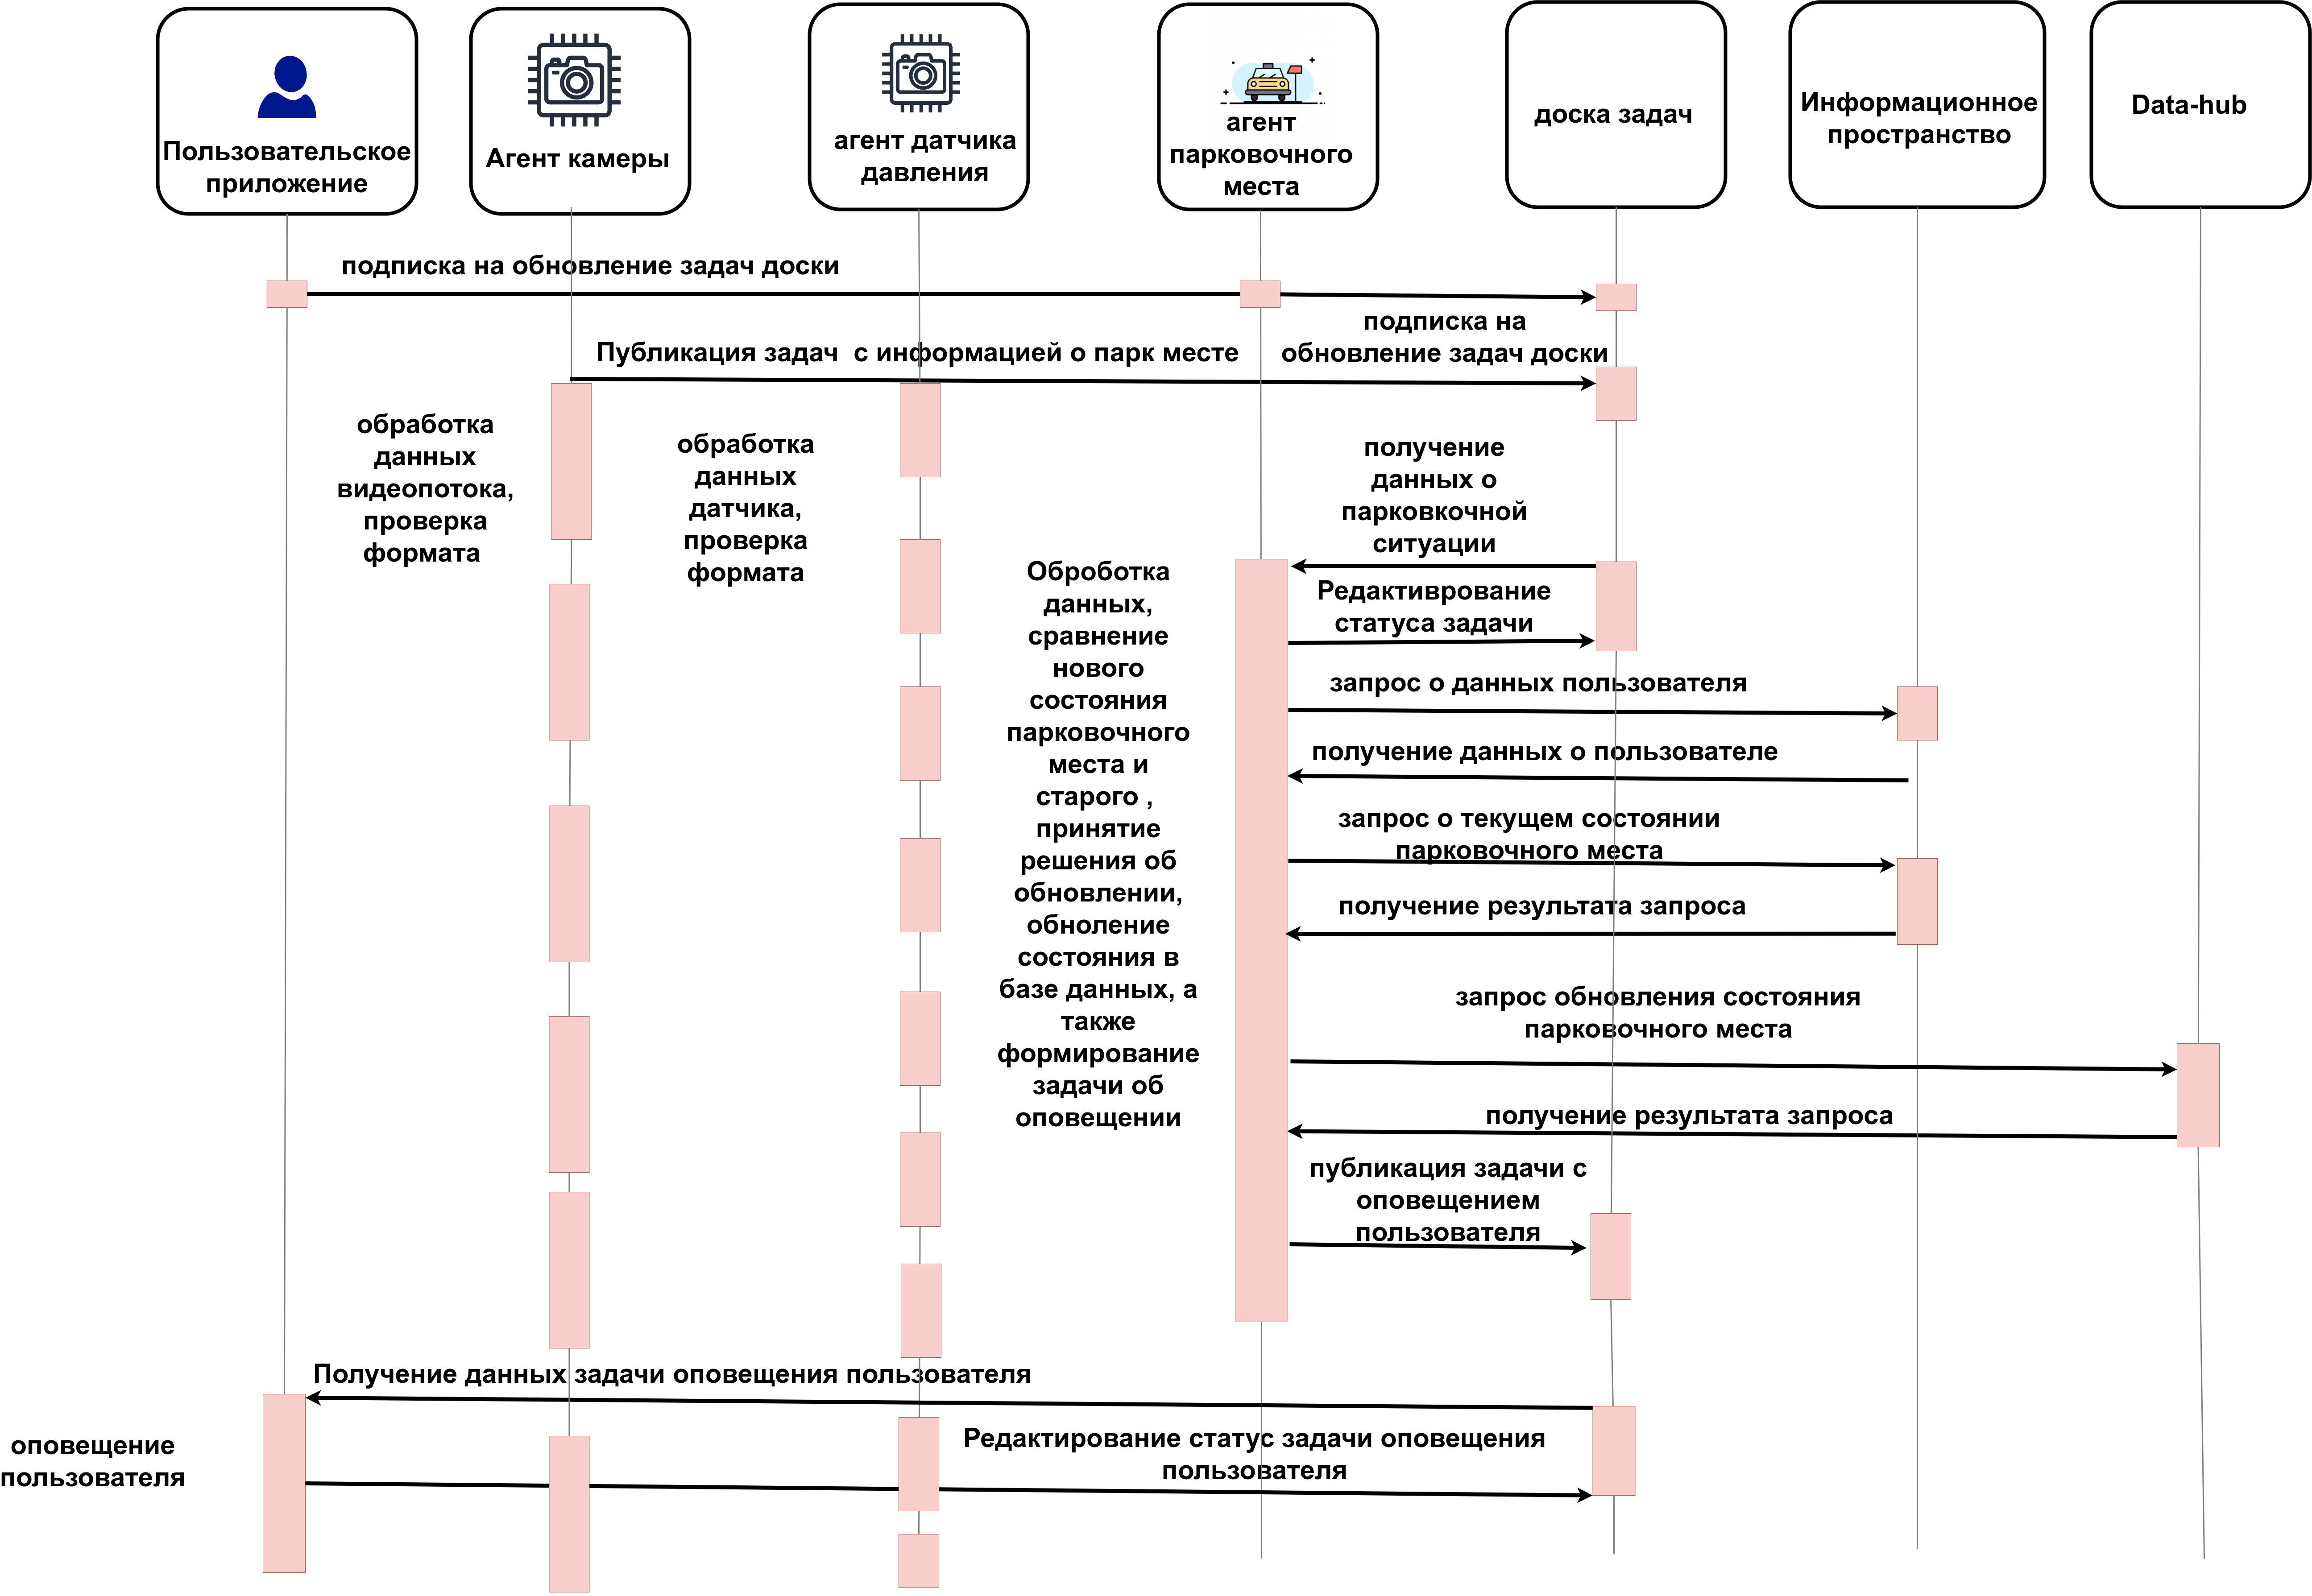 Пользовательское
приложение
Агент камеры
агент датчика
давления
агент
парковочного
места
доска задач
Информационное
пространство
Data-hub
подписка на обновление задач доски
подписка на
обновление задач доски
Публикация задач с информацией о парк месте
обработка
данных
видеопотока,
проверка
формата
обработка
данных
датчика,
проверка
формата
получение
данных о
парковкочной
ситуации
Редактиврование
статуса задачи
Оброботка
данных,
сравнение
нового
состояния
парковочного
места и
старого ,
принятие
решения об
обновлении,
обноление
состояния в
базе данных, а
также
формирование
задачи об
оповещении
запрос о данных пользователя
получение данных о пользователе
запрос о текущем состоянии
парковочного места
получение результата запроса
запрос обновления состояния
парковочного места
получение результата запроса
публикация задачи с
оповещением
пользователя
Получение данных задачи оповещения пользователя
оповещение
пользователя
Редактирование статус задачи оповещения
пользователя